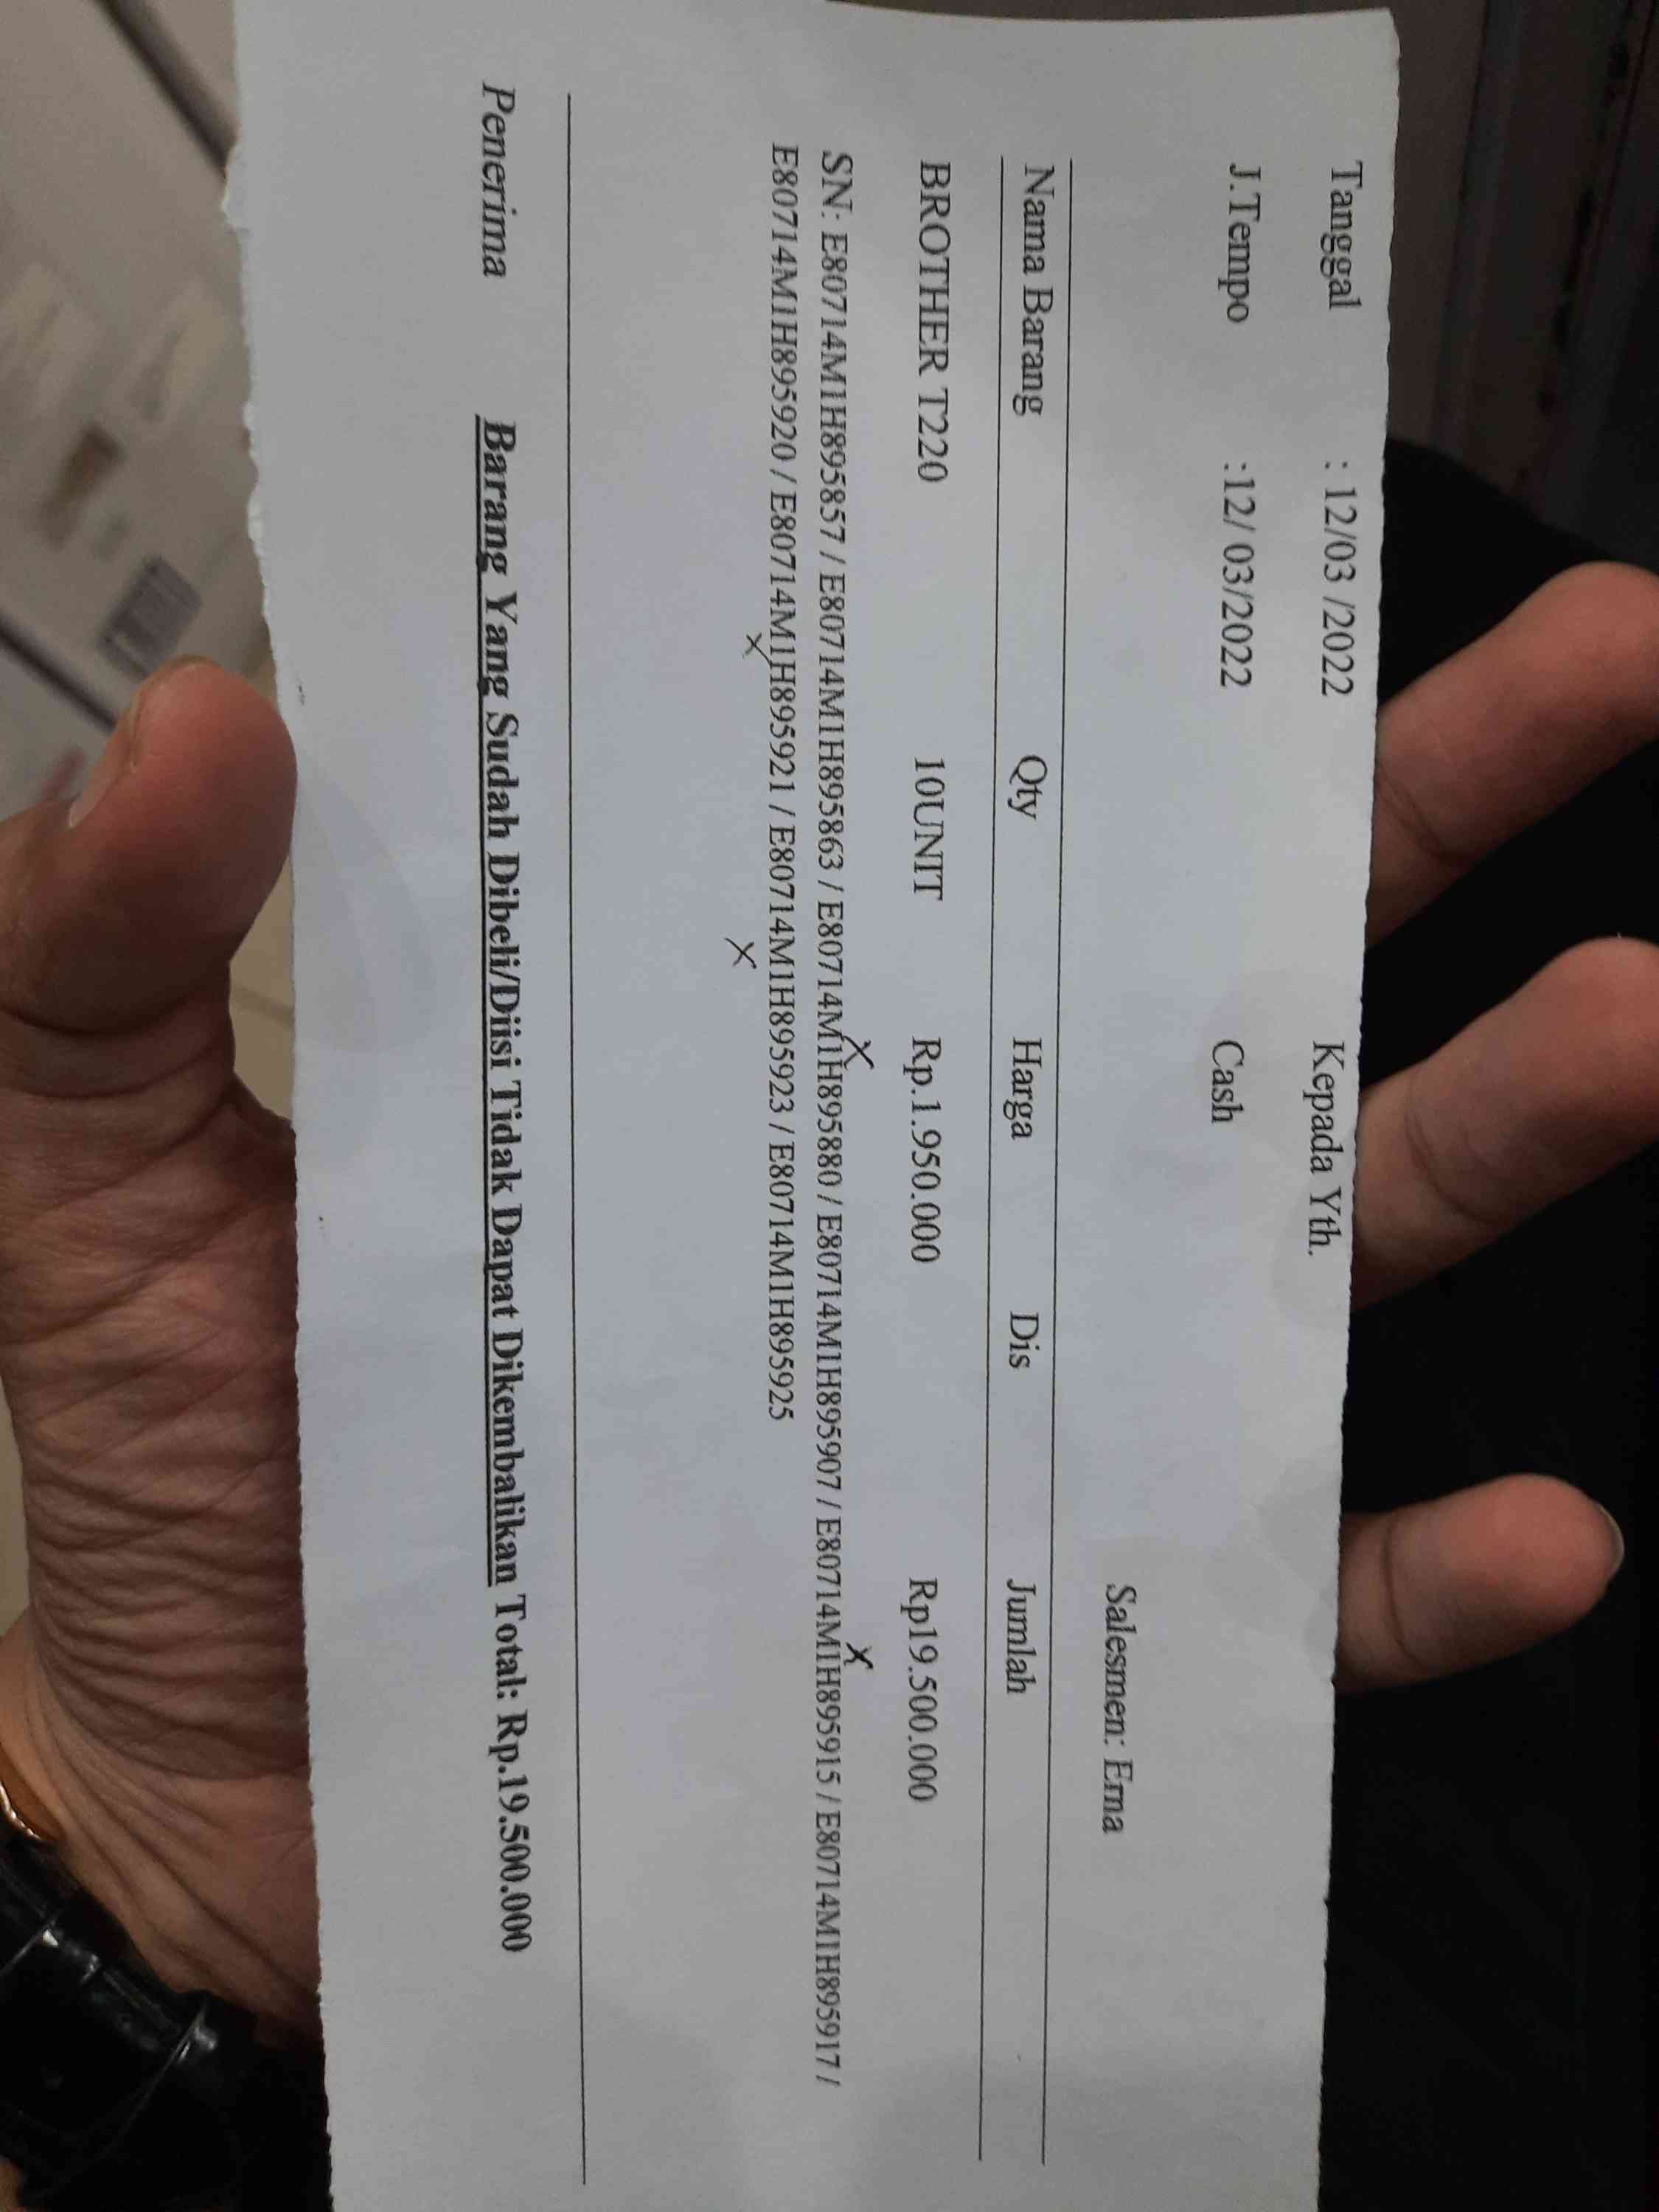 Tanggal : 12/03 /2022 Kepada Yth.
J.Tempo :12/ 03/2022 Cash
Salesmen: Erna
Nama Barang Qty Harga Dis Jumlah
BROTHER T220 10UNIT Rp.1.950.000 Rp19.500.000
SN: E80714M1H895857 / E80714M1H895863 / E80714M1H895880 / E80714M1H895907 / E80714M1H895915 / E80714M1H895917 /
E80714M1H895920 / E80714M1H895921 / E80714M1H895923 / E80714M1H895925
Penerima Barang Yang Sudah Dibeli/Diisi Tidak Dapat Dikembalikan Total: Rp.19.500.000